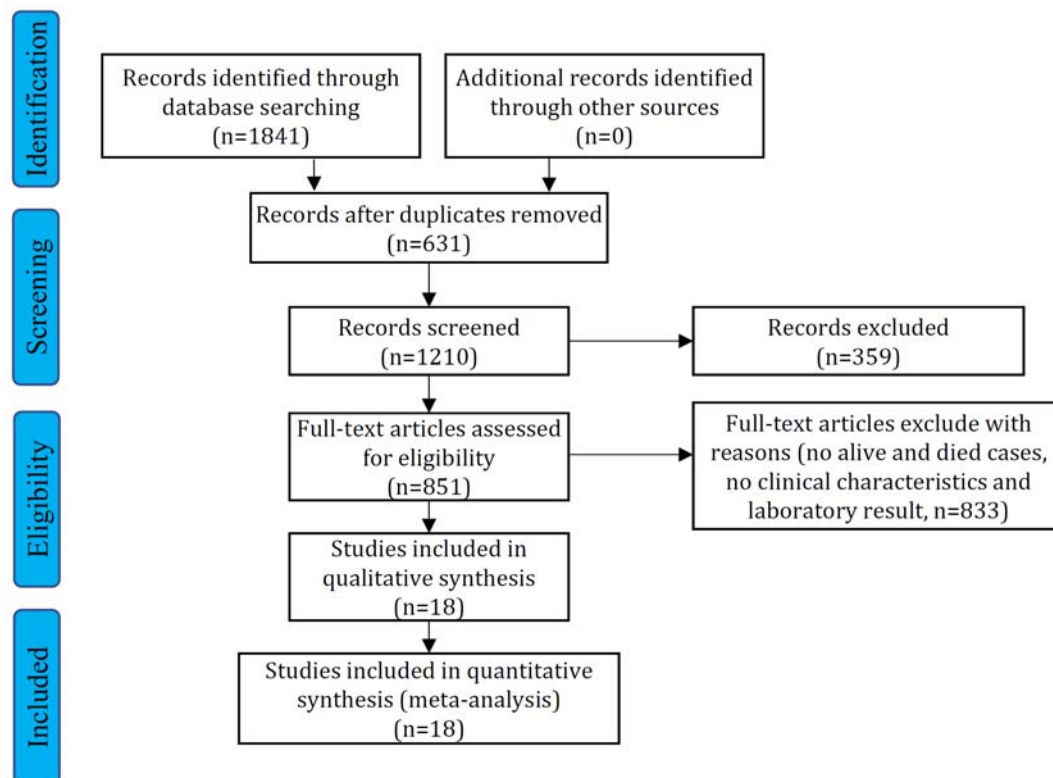 Identification
Records identified through
database searching
(n=1841)
Additional records identified
through other sources
(n=0)
Records after duplicates removed
(n=631)
Screening
Records screened
(n=1210)
Records excluded
(n=359)
Eligibility
Full-text articles assessed
for eligibility
(n=851)
Full-text articles exclude with
reasons (no alive and died cases,
no clinical characteristics and
laboratory result, n=833)
Studies included in
qualitative synthesis
(n=18)
Included
Studies included in quantitative
synthesis (meta-analysis)
(n=18)